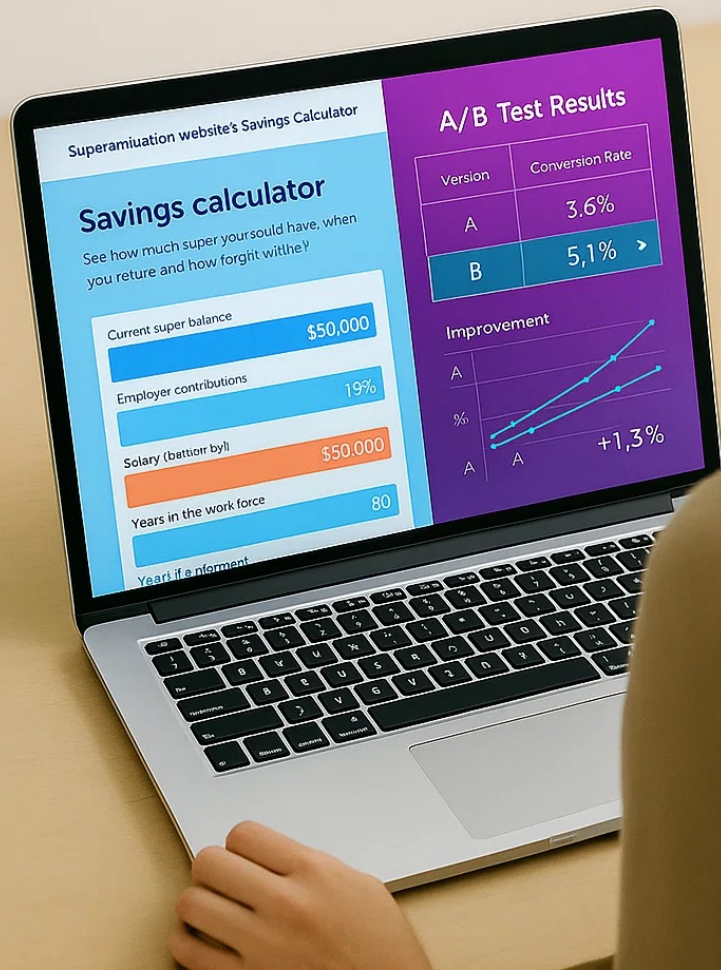 Superamiuation website's Savings Calculator
Savings calculator
See how much super yoursould have, when
you reture and how forgit
Current super balance
$50,000
Employer contributions
19%
Salary
$50.000
Years in the work force
80
A/B Test Results
Version
Conversion Rate
A
3.6%
B
5,1%
Improvement
A
%
A
A
+1,3%